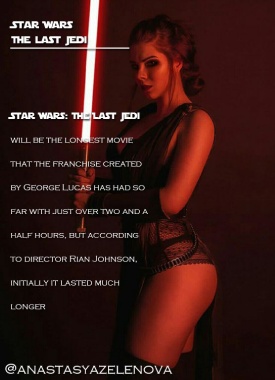 STAR WARS
THE LAST JEDI
STAR WARS: THE LAST JEDI
WILL BE THE LONGEST MOVIE
THAT THE FRANCHISE CREATED
BY GEORGE LUCAS HAS HAD SO
FAR WITH JUST OVER TWO AND A
HALF HOURS, BUT ACCORDING
TO DIRECTOR RIAN JOHNSON,
INITIALLY IT LASTED MUCH
LONGER
@ANASTASYAZELENOVA